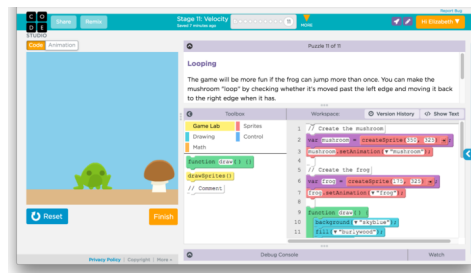 Report Bug
C O
D E
STUDIO
Share
Remix
Stage 11: Velocity
Saved 7 minutes ago
11
MORE
Hi Elizabeth ▼
Code
Animation
Puzzle 11 of 11
Looping
The game will be more fun if the frog can jump more than once. You can make the
mushroom "loop" by checking whether it's moved past the left edge and moving it back
to the right edge when it has.
Toolbox
Workspace:
Version History
</> Show Text
Game Lab
Sprites
Drawing
Control
Math
function draw() {}
drawSprites()
// Comment
1 // Create the mushroom
2 var mushroom = createSprite(350, 325);
3 mushroom.setAnimation(▼"mushroom");
4
5 // Create the frog
6 var frog = createSprite(175, 325);
7 frog.setAnimation(▼"frog");
8
9 function draw() {
10 background(▼"skyblue");
11 fill(▼"burlywood");
Reset
Finish
Privacy Policy | Copyright | More
Debug Console
Watch